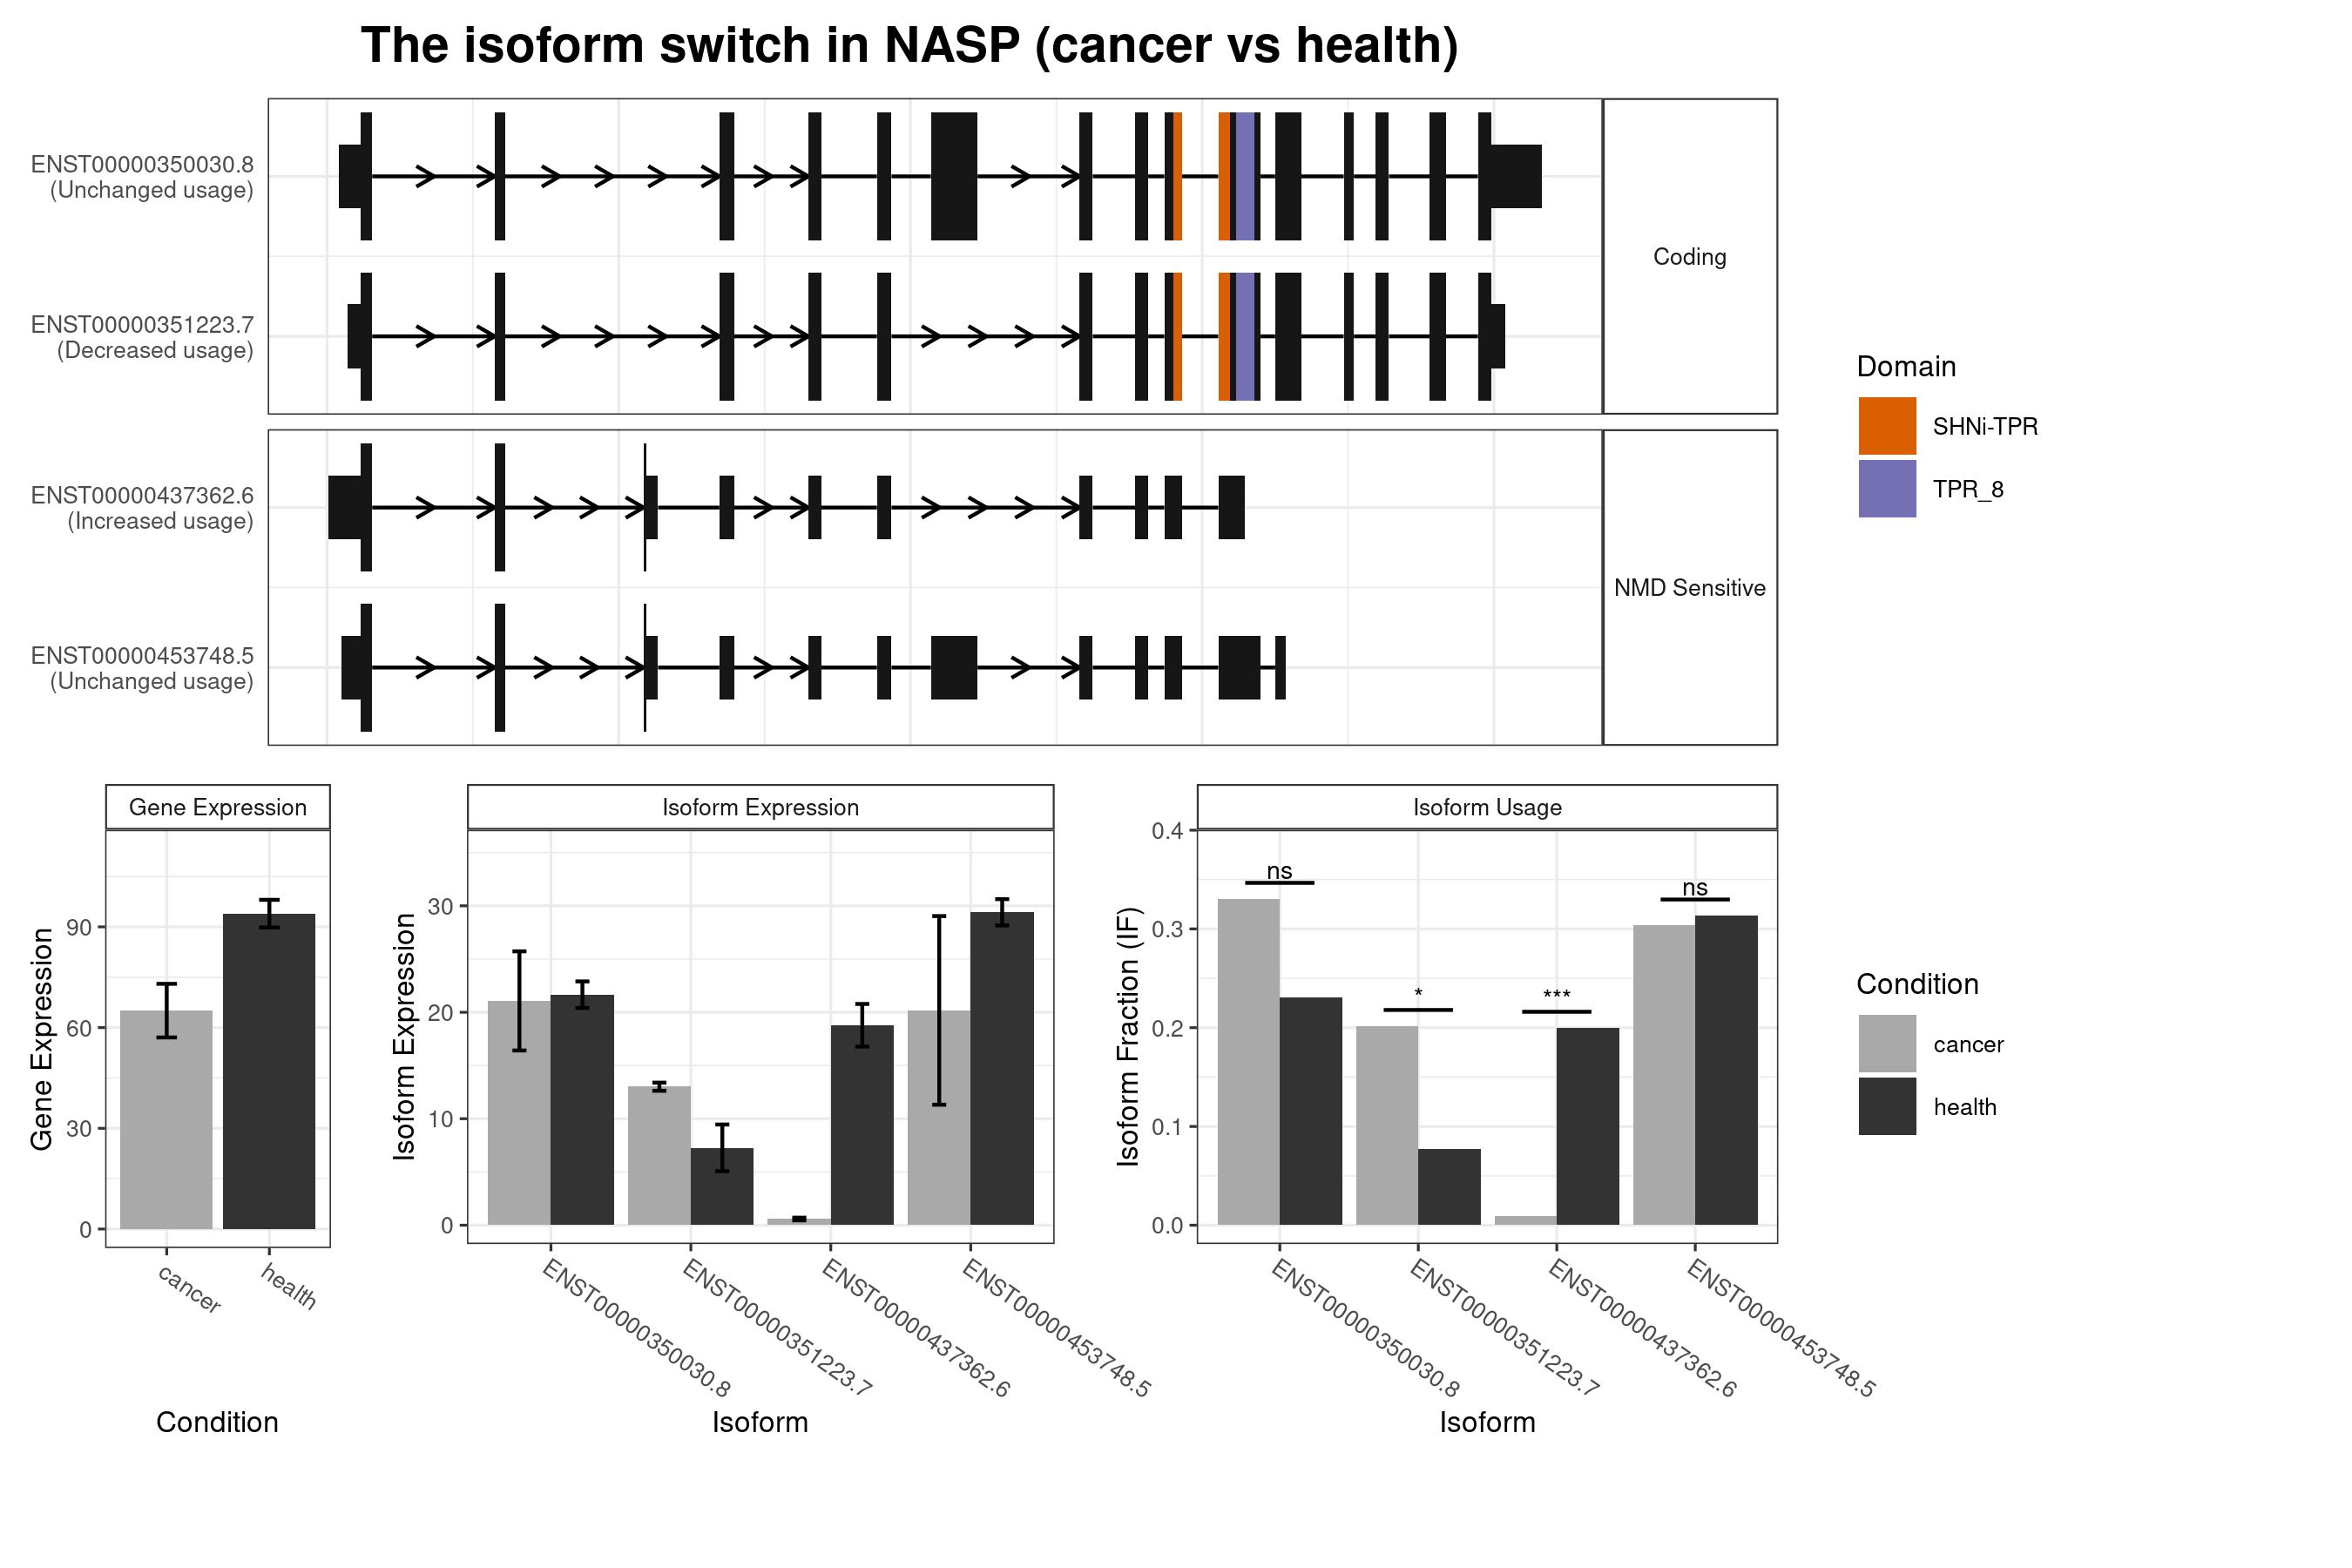 The isoform switch in NASP (cancer vs health)
ENST00000350030.8
(Unchanged usage)
ENST00000351223.7
(Decreased usage)
Coding
ENST00000437362.6
(Increased usage)
ENST00000453748.5
(Unchanged usage)
NMD Sensitive
Domain
SHNi-TPR
TPR_8
Gene Expression
Gene Expression
90
60
30
0
cancer
health
Condition
Isoform Expression
Isoform Expression
30
20
10
0
ENST00000350030.8
ENST00000351223.7
ENST00000437362.6
ENST00000453748.5
Isoform
Isoform Usage
Isoform Fraction (IF)
0.4
0.3
0.2
0.1
0.0
ns
*
***
ns
ENST00000350030.8
ENST00000351223.7
ENST00000437362.6
ENST00000453748.5
Isoform
Condition
cancer
health